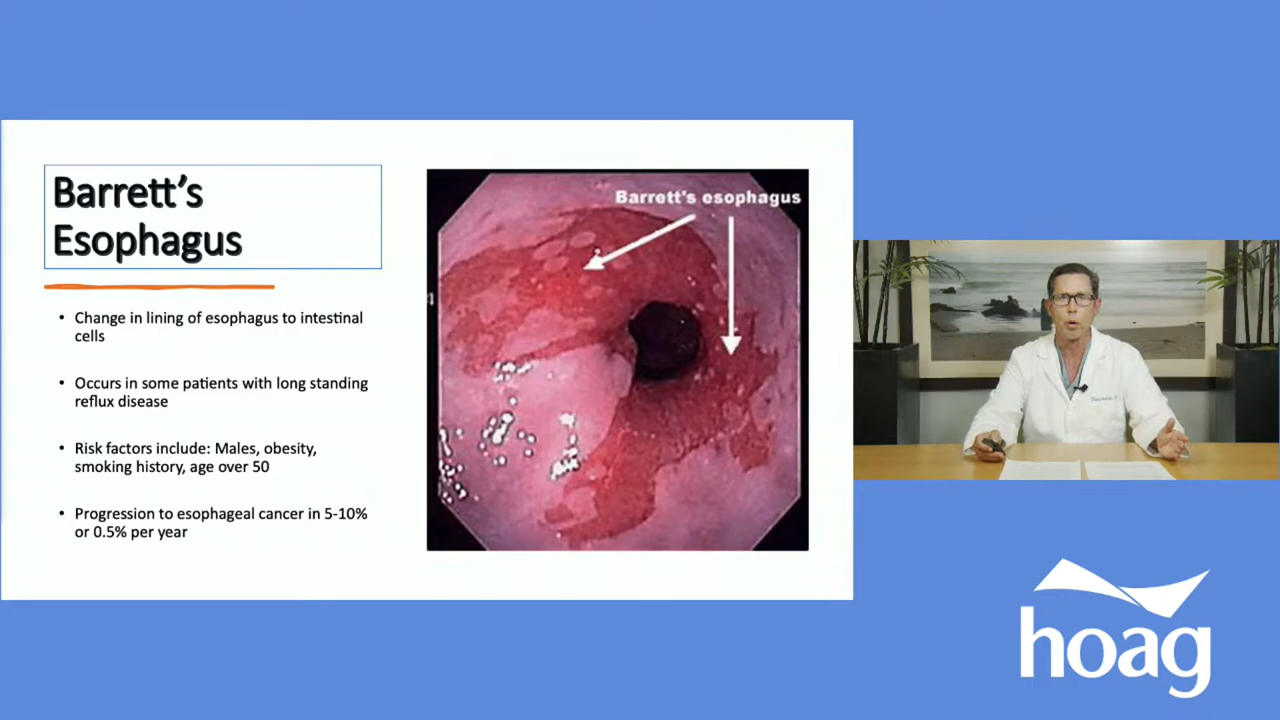 Barrett's
Esophagus
• Change in lining of esophagus to intestinal
cells
• Occurs in some patients with long standing
reflux disease
• Risk factors include: Males, obesity,
smoking history, age over 50
• Progression to esophageal cancer in 5-10%
or 0.5% per year
Barrett's esophagus
hoag